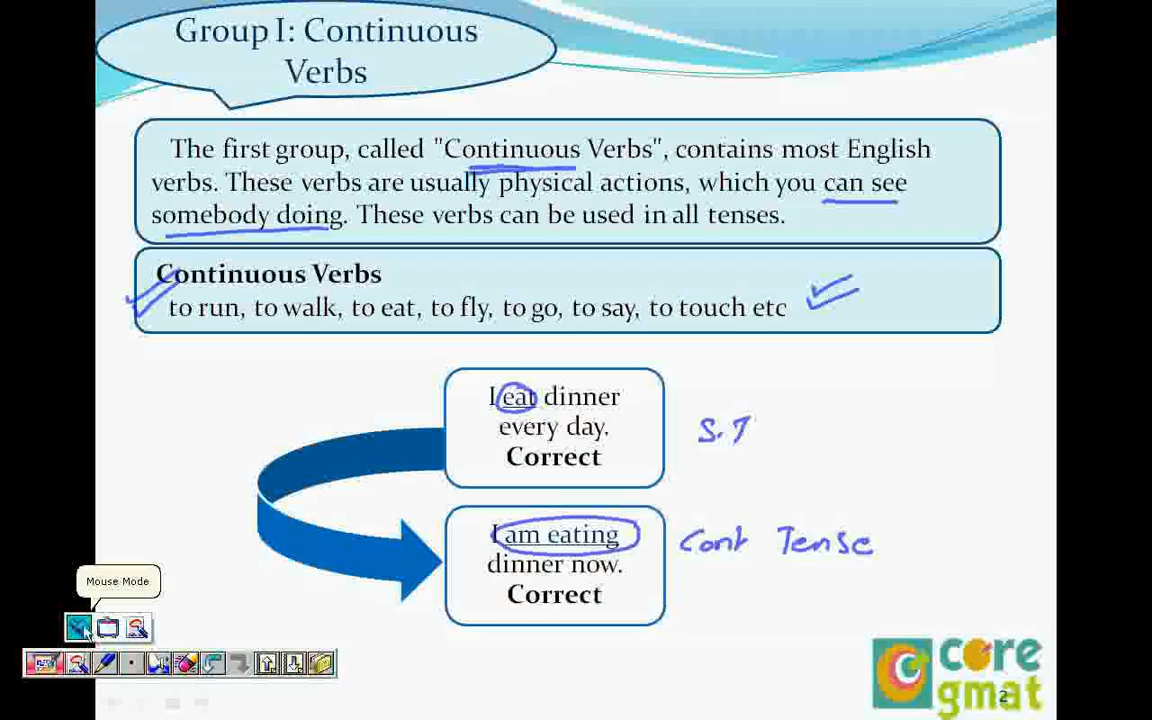 Group I: Continuous
Verbs
The first group, called "Continuous Verbs", contains most English
verbs. These verbs are usually physical actions, which you can see
somebody doing. These verbs can be used in all tenses.
Continuous Verbs
to run, to walk, to eat, to fly, to go, to say, to touch etc
I eat dinner
every day.
Correct
S. T
I am eating
dinner now.
Correct
Cont Tense
Mouse Mode
core
gmat
2